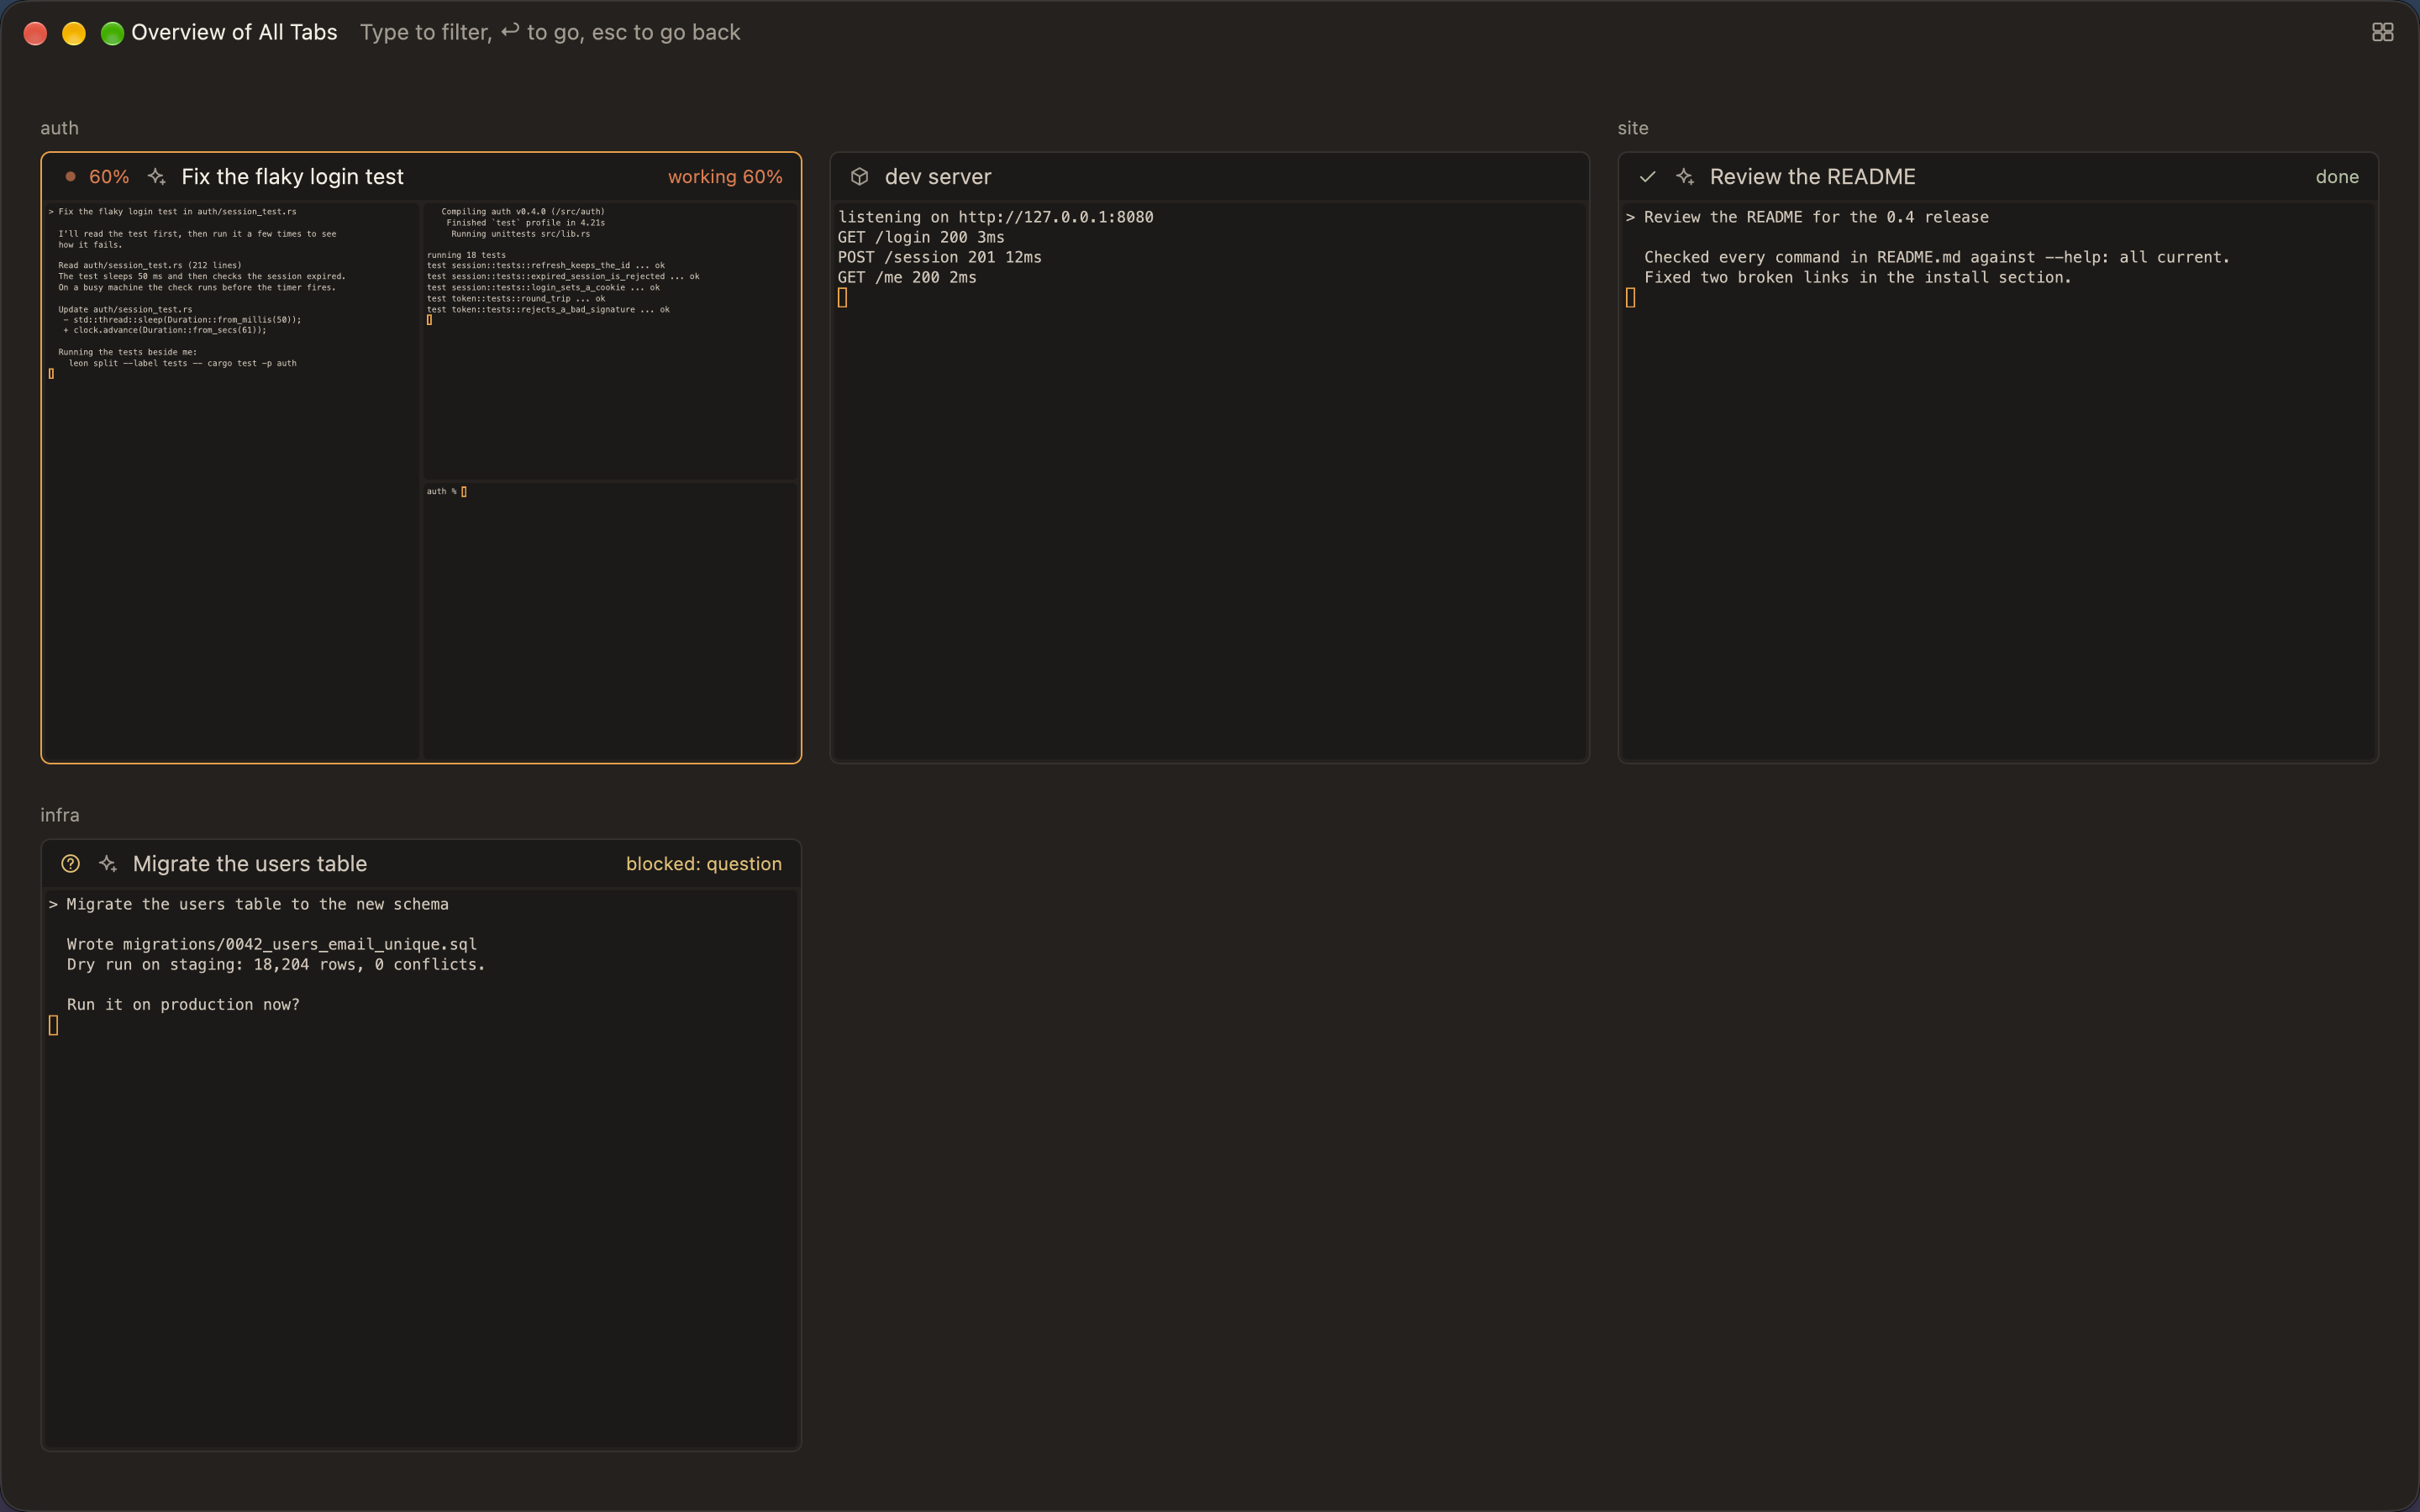 Overview of All Tabs Type to filter, ↩ to go, esc to go back
auth
60% Fix the flaky login test working 60%
> Fix the flaky login test in auth/session_test.rs
I'll read the test first, then run it a few times to see
how it fails.
Read auth/session_test.rs (212 lines)
The test sleeps 50 ms and then checks the session expired.
On a busy machine the check runs before the timer fires.
Update auth/session_test.rs
- std::thread::sleep(Duration::from_millis(50));
+ clock.advance(Duration::from_secs(61));
Running the tests beside me:
leon split --label tests -- cargo test -p auth
Compiling auth v0.4.0 (/src/auth)
Finished `test` profile in 4.21s
Running unittests src/lib.rs
running 18 tests
test session::tests::refresh_keeps_the_id ... ok
test session::tests::expired_session_is_rejected ... ok
test session::tests::login_sets_a_cookie ... ok
test token::tests::round_trip ... ok
test token::tests::rejects_a_bad_signature ... ok
auth %
dev server
listening on http://127.0.0.1:8080
GET /login 200 3ms
POST /session 201 12ms
GET /me 200 2ms
site
Review the README done
> Review the README for the 0.4 release
Checked every command in README.md against --help: all current.
Fixed two broken links in the install section.
infra
Migrate the users table blocked: question
> Migrate the users table to the new schema
Wrote migrations/0042_users_email_unique.sql
Dry run on staging: 18,204 rows, 0 conflicts.
Run it on production now?